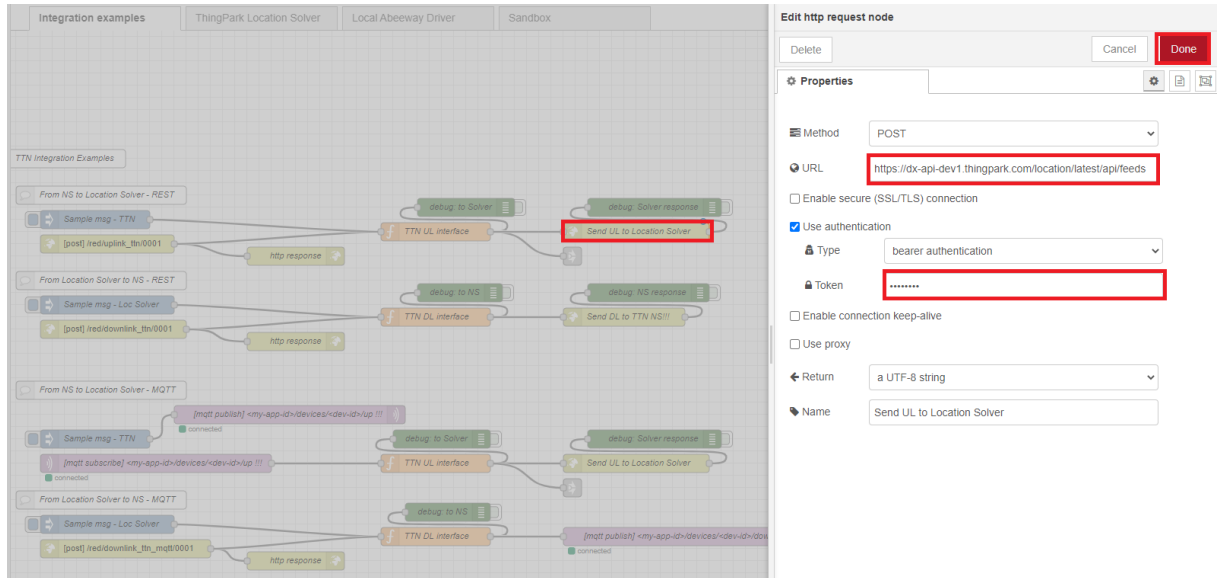 Integration examples
ThingPark Location Solver
Local Abeeway Driver
Sandbox
TTN Integration Examples
From NS to Location Solver - REST
Sample msg - TTN
[post] /red/uplink_ttn/0001
http response
debug: to Solver
TTN UL interface
debug: Solver response
Send UL to Location Solver
From Location Solver to NS - REST
Sample msg - Loc Solver
[post] /red/downlink_ttn/0001
http response
debug: to NS
TTN DL interface
debug: NS response
Send DL to TTN NS!!!
From NS to Location Solver - MQTT
[mqtt publish] <my-app-id>/devices/<dev-id>/up !!!
connected
Sample msg - TTN
[mqtt subscribe] <my-app-id>/devices/<dev-id>/up !!!
connected
debug: to Solver
TTN UL interface
debug: Solver response
Send UL to Location Solver
From Location Solver to NS - MQTT
Sample msg - Loc Solver
[post] /red/downlink_ttn_mqtt/0001
http response
debug: to NS
TTN DL interface
[mqtt publish] <my-app-id>/devices/<dev-id>/dow
connected
Edit http request node
Delete
Cancel
Done
Properties
Method
POST
URL
https://dx-api-dev1.thingpark.com/location/latest/api/feeds
Enable secure (SSL/TLS) connection
Use authentication
Type
bearer authentication
Token
••••••••
Enable connection keep-alive
Use proxy
Return
a UTF-8 string
Name
Send UL to Location Solver